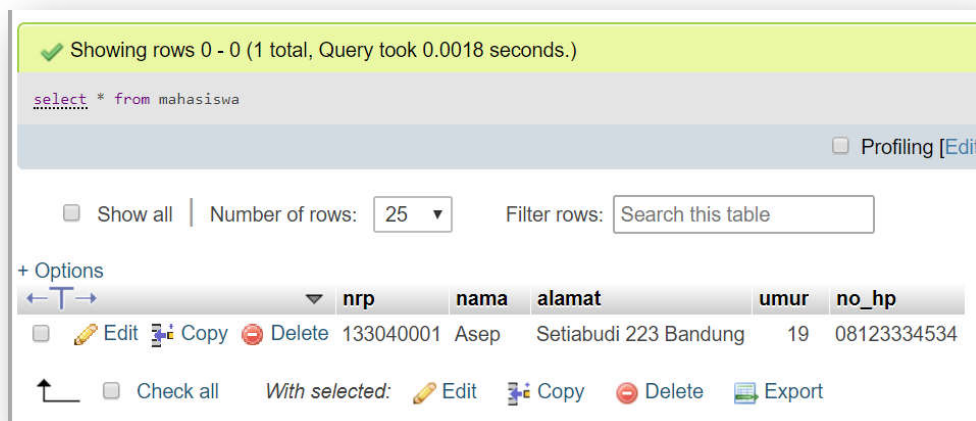 Showing rows 0 - 0 (1 total, Query took 0.0018 seconds.)
select * from mahasiswa
Profiling [Edit
Show all | Number of rows: 25 Filter rows: Search this table
+ Options
←T→ nrp nama alamat umur no_hp
Edit Copy Delete 133040001 Asep Setiabudi 223 Bandung 19 08123334534
Check all With selected: Edit Copy Delete Export